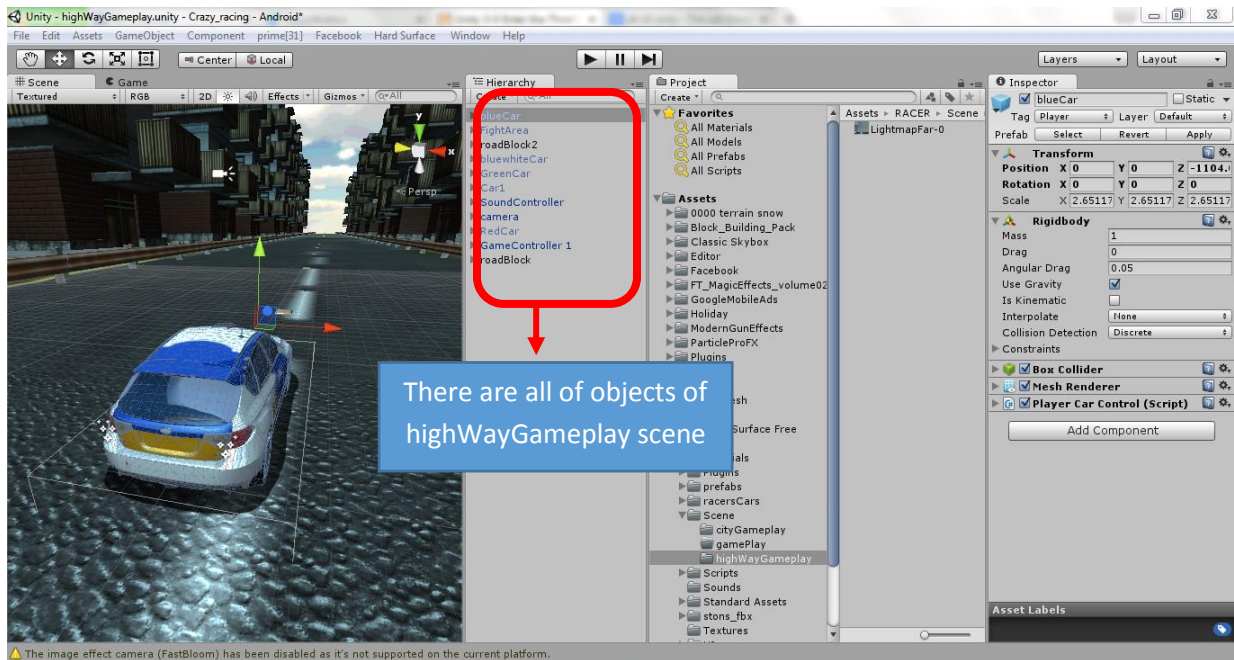 Unity - highWayGameplay.unity - Crazy_racing - Android*
File Edit Assets GameObject Component prime[31] Facebook Hard Surface Window Help
Center Local
Layers Layout
Scene Game
Textured RGB 2D Effects Gizmos All
Persp
y
x
Hierarchy
Create All
blueCar
FightArea
roadBlock2
bluewhiteCar
GreenCar
Car1
SoundController
camera
RedCar
GameController 1
roadBlock
There are all of objects of
highWayGameplay scene
Project
Create
Favorites
All Materials
All Models
All Prefabs
All Scripts
Assets
0000 terrain snow
Block_Building_Pack
Classic Skybox
Editor
Facebook
FT_MagicEffects_volume02
GoogleMobileAds
Holiday
ModernGunEffects
ParticleProFX
Plugins
Surface Free
Plugins
prefabs
racersCars
Scene
cityGameplay
gamePlay
highWayGameplay
Scripts
Sounds
Standard Assets
stons_fbx
Textures
Assets RACER Scene
LightmapFar-0
Inspector
blueCar Static
Tag Player Layer Default
Prefab Select Revert Apply
Transform
Position X 0 Y 0 Z -1104.
Rotation X 0 Y 0 Z 0
Scale X 2.65117 Y 2.65117 Z 2.65117
Rigidbody
Mass 1
Drag 0
Angular Drag 0.05
Use Gravity
Is Kinematic
Interpolate None
Collision Detection Discrete
Constraints
Box Collider
Mesh Renderer
Player Car Control (Script)
Add Component
Asset Labels
The image effect camera (FastBloom) has been disabled as it's not supported on the current platform.